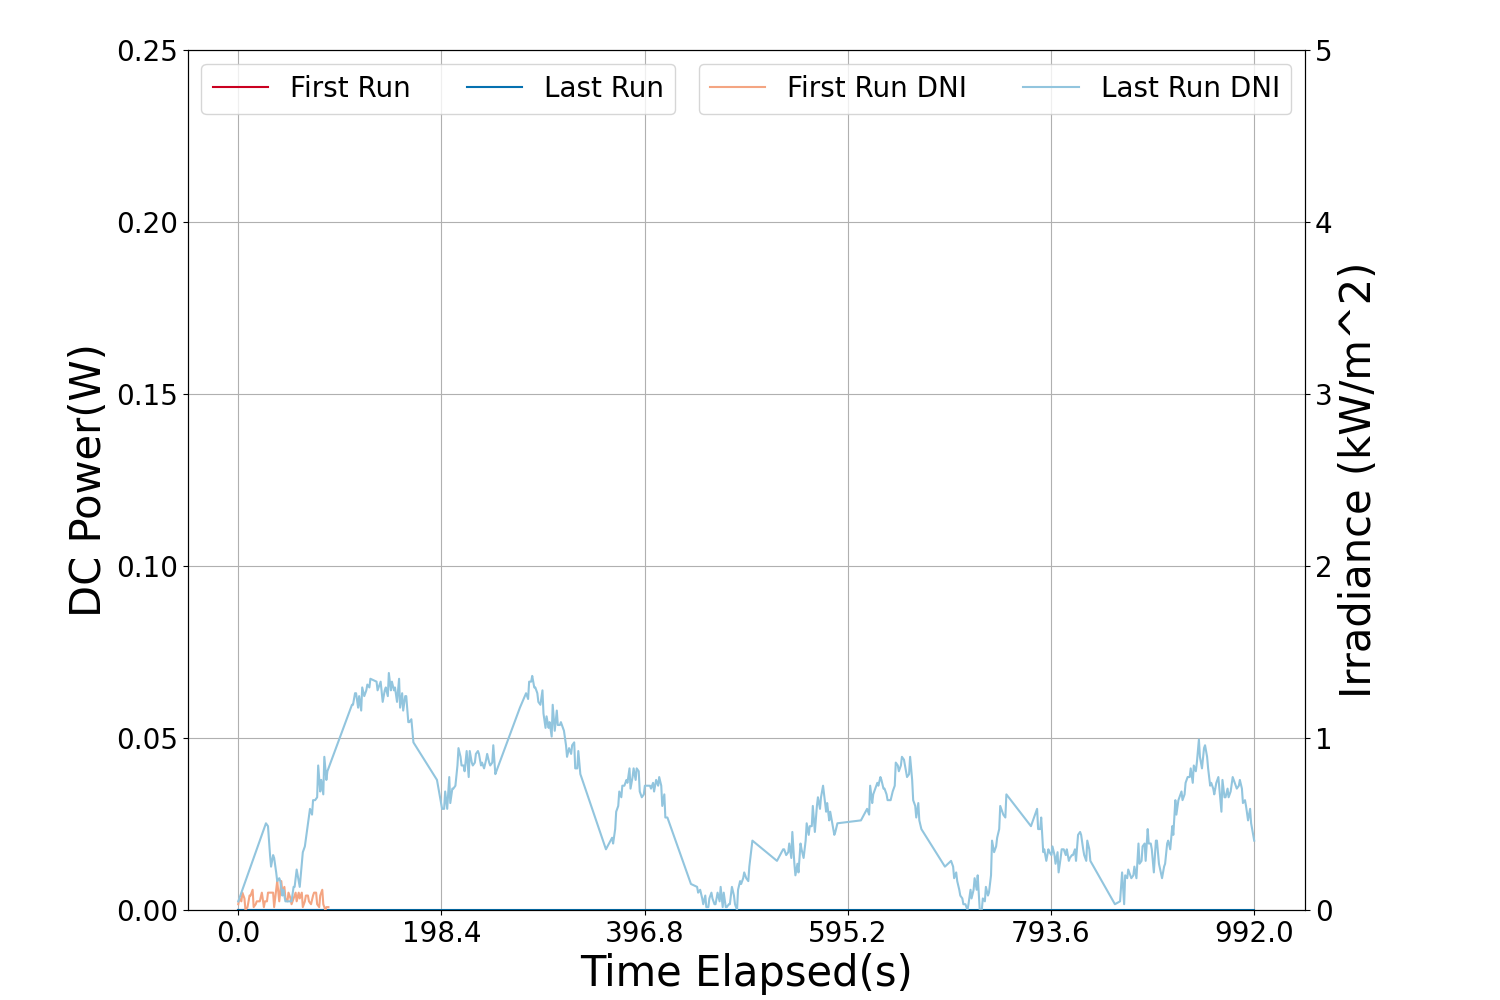 0.25
0.20
0.15
0.10
0.05
0.00
DC Power(W)
First Run
Last Run
First Run DNI
Last Run DNI
5
4
3
2
1
0
Irradiance (kW/m^2)
0.0
198.4
396.8
595.2
793.6
992.0
Time Elapsed(s)